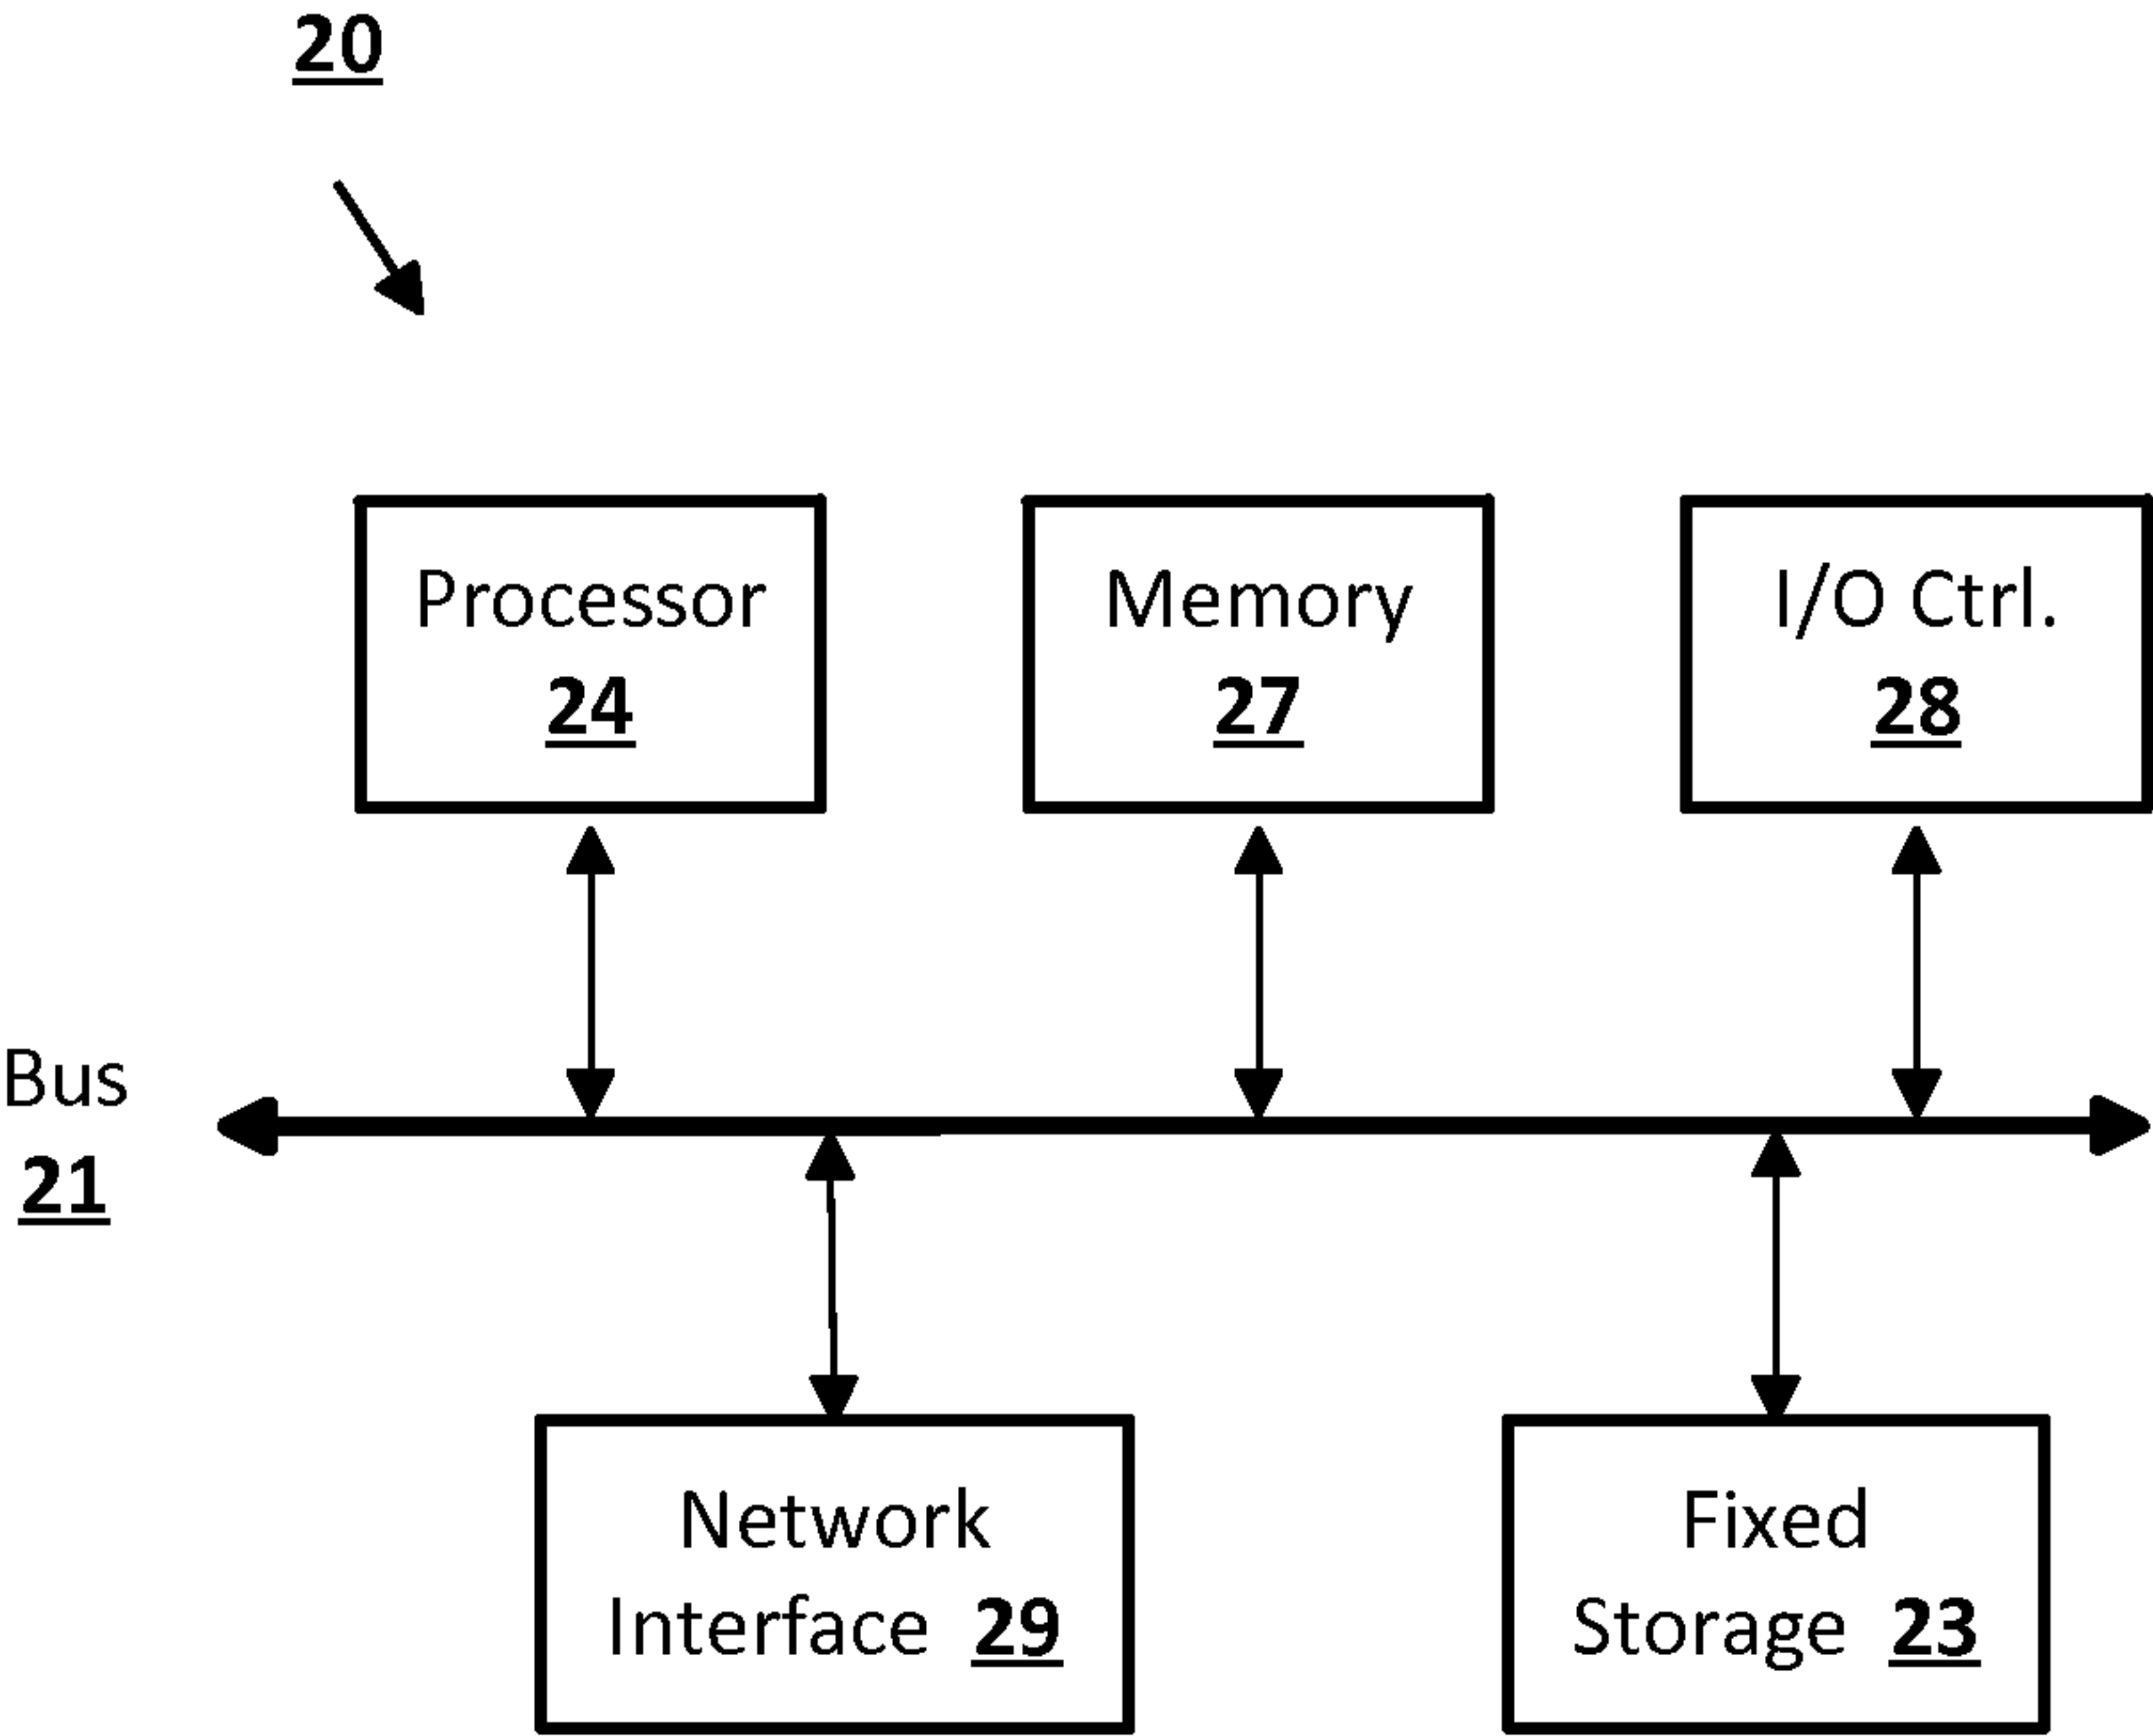 20
Processor
24
Memory
27
I/O Ctrl.
28
Bus
21
Network
Interface 29
Fixed
Storage 23